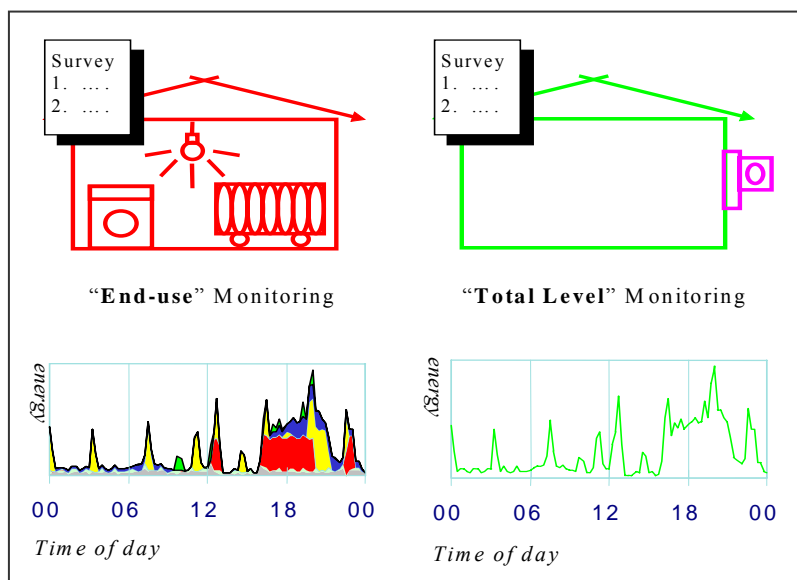 Survey
1. ....
2. ....
Survey
1. ....
2. ....
“End-use” Monitoring
“Total Level” Monitoring
energy
00 06 12 18 00
Time of day
energy
00 06 12 18 00
Time of day